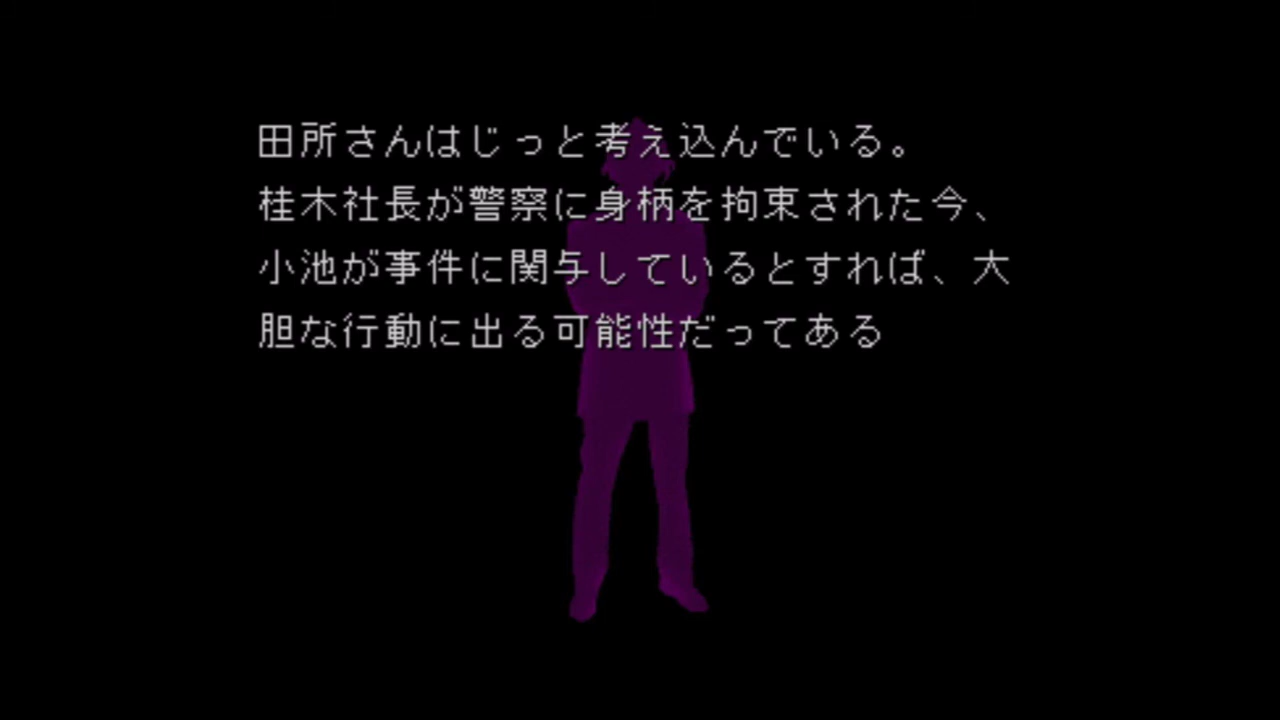 田所さんはじっと考え込んでいる。
桂木社長が警察に身柄を拘束された今、
小池が事件に関与しているとすれば、大
胆な行動に出る可能性だってある